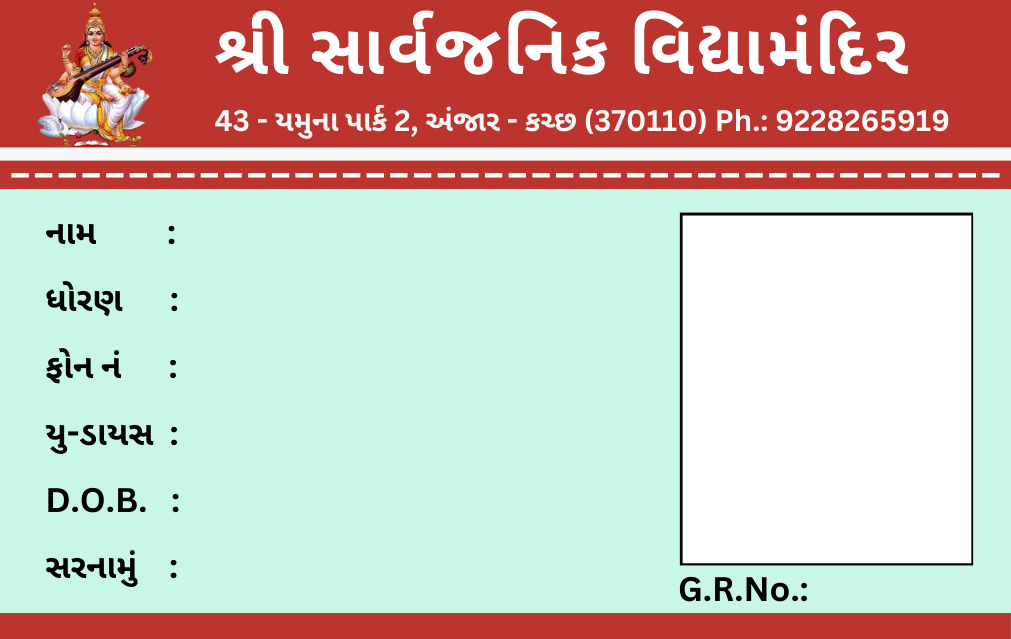 શ્રી સાર્વજનિક વિદ્યામંદિર
43 - યમુના પાર્ક 2, અંજાર - કચ્છ (370110) Ph.: 9228265919
નામ :
ધોરણ :
ફોન નં :
યુ-ડાયસ :
D.O.B. :
સરનામું :
G.R.No.: